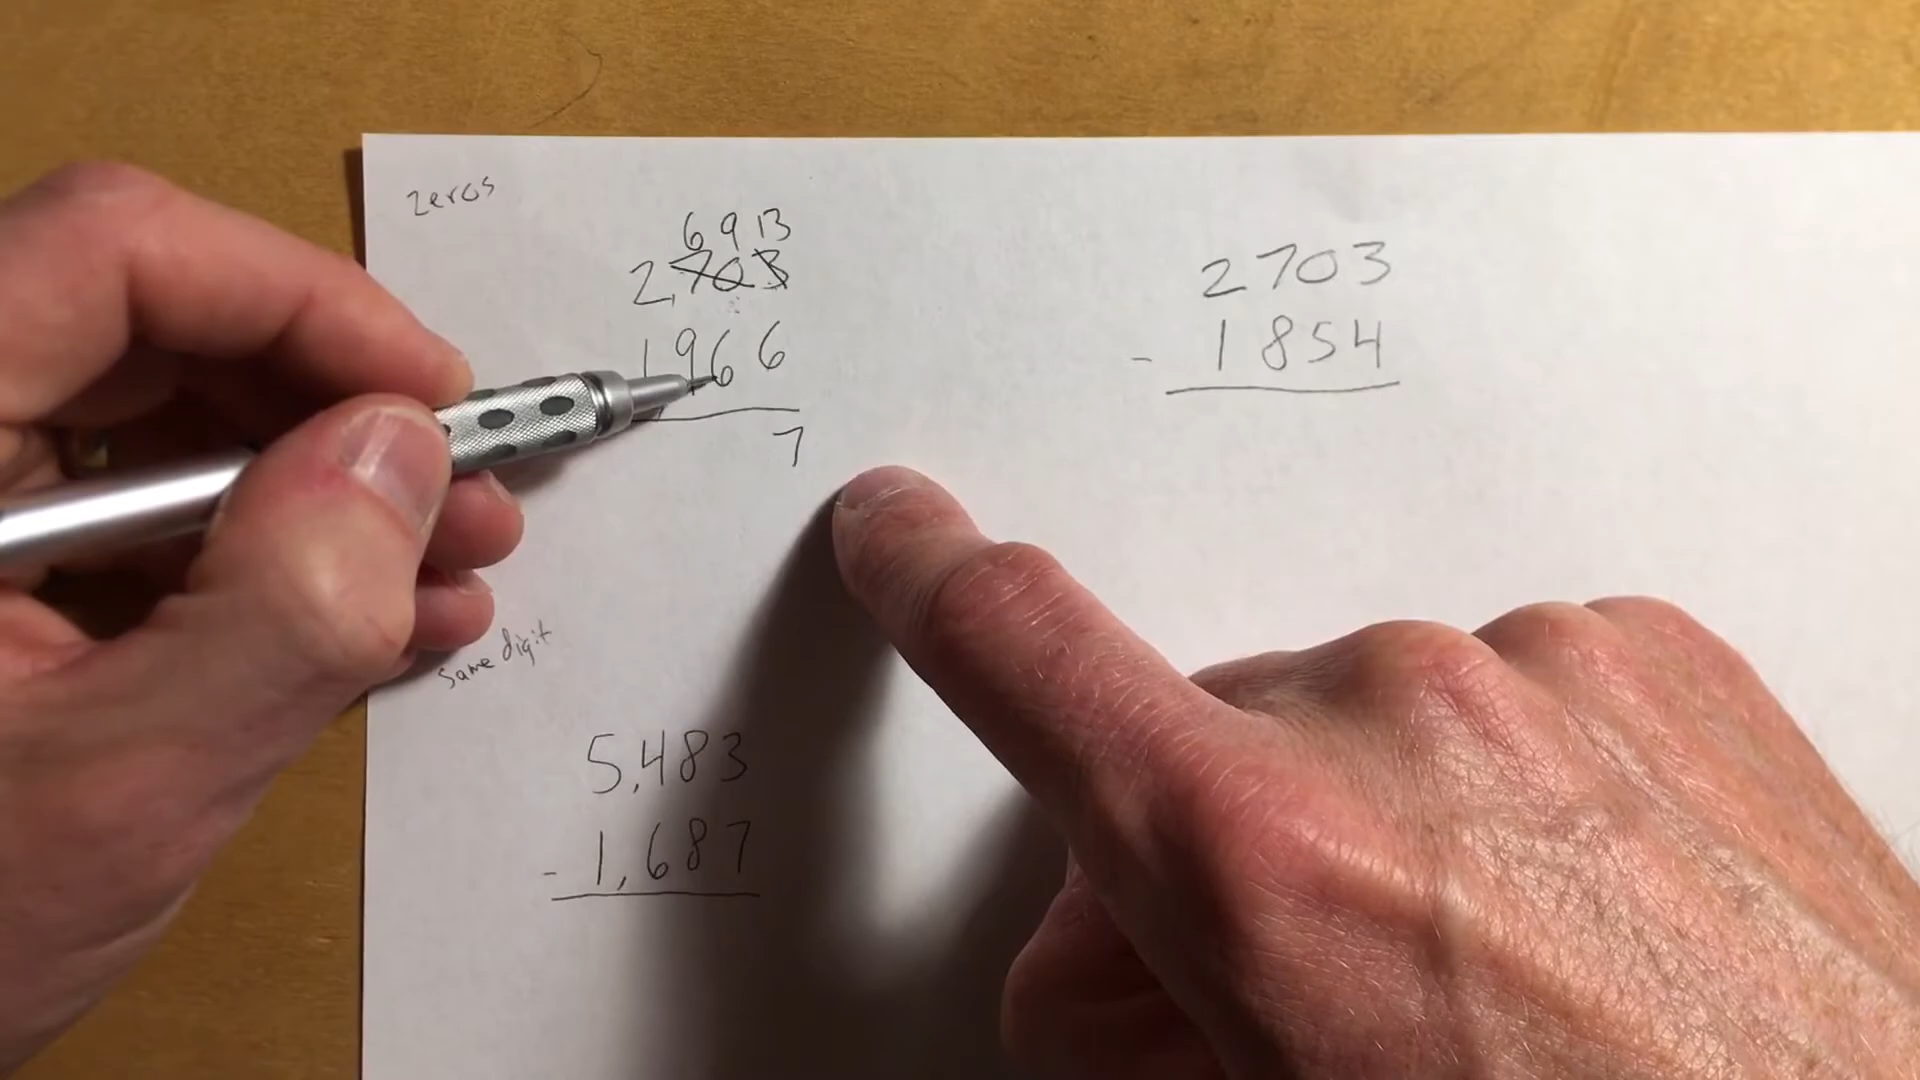 zeros
6 9 13
2,703
1966
7
2703
- 1854
same digit
5,483
- 1,687